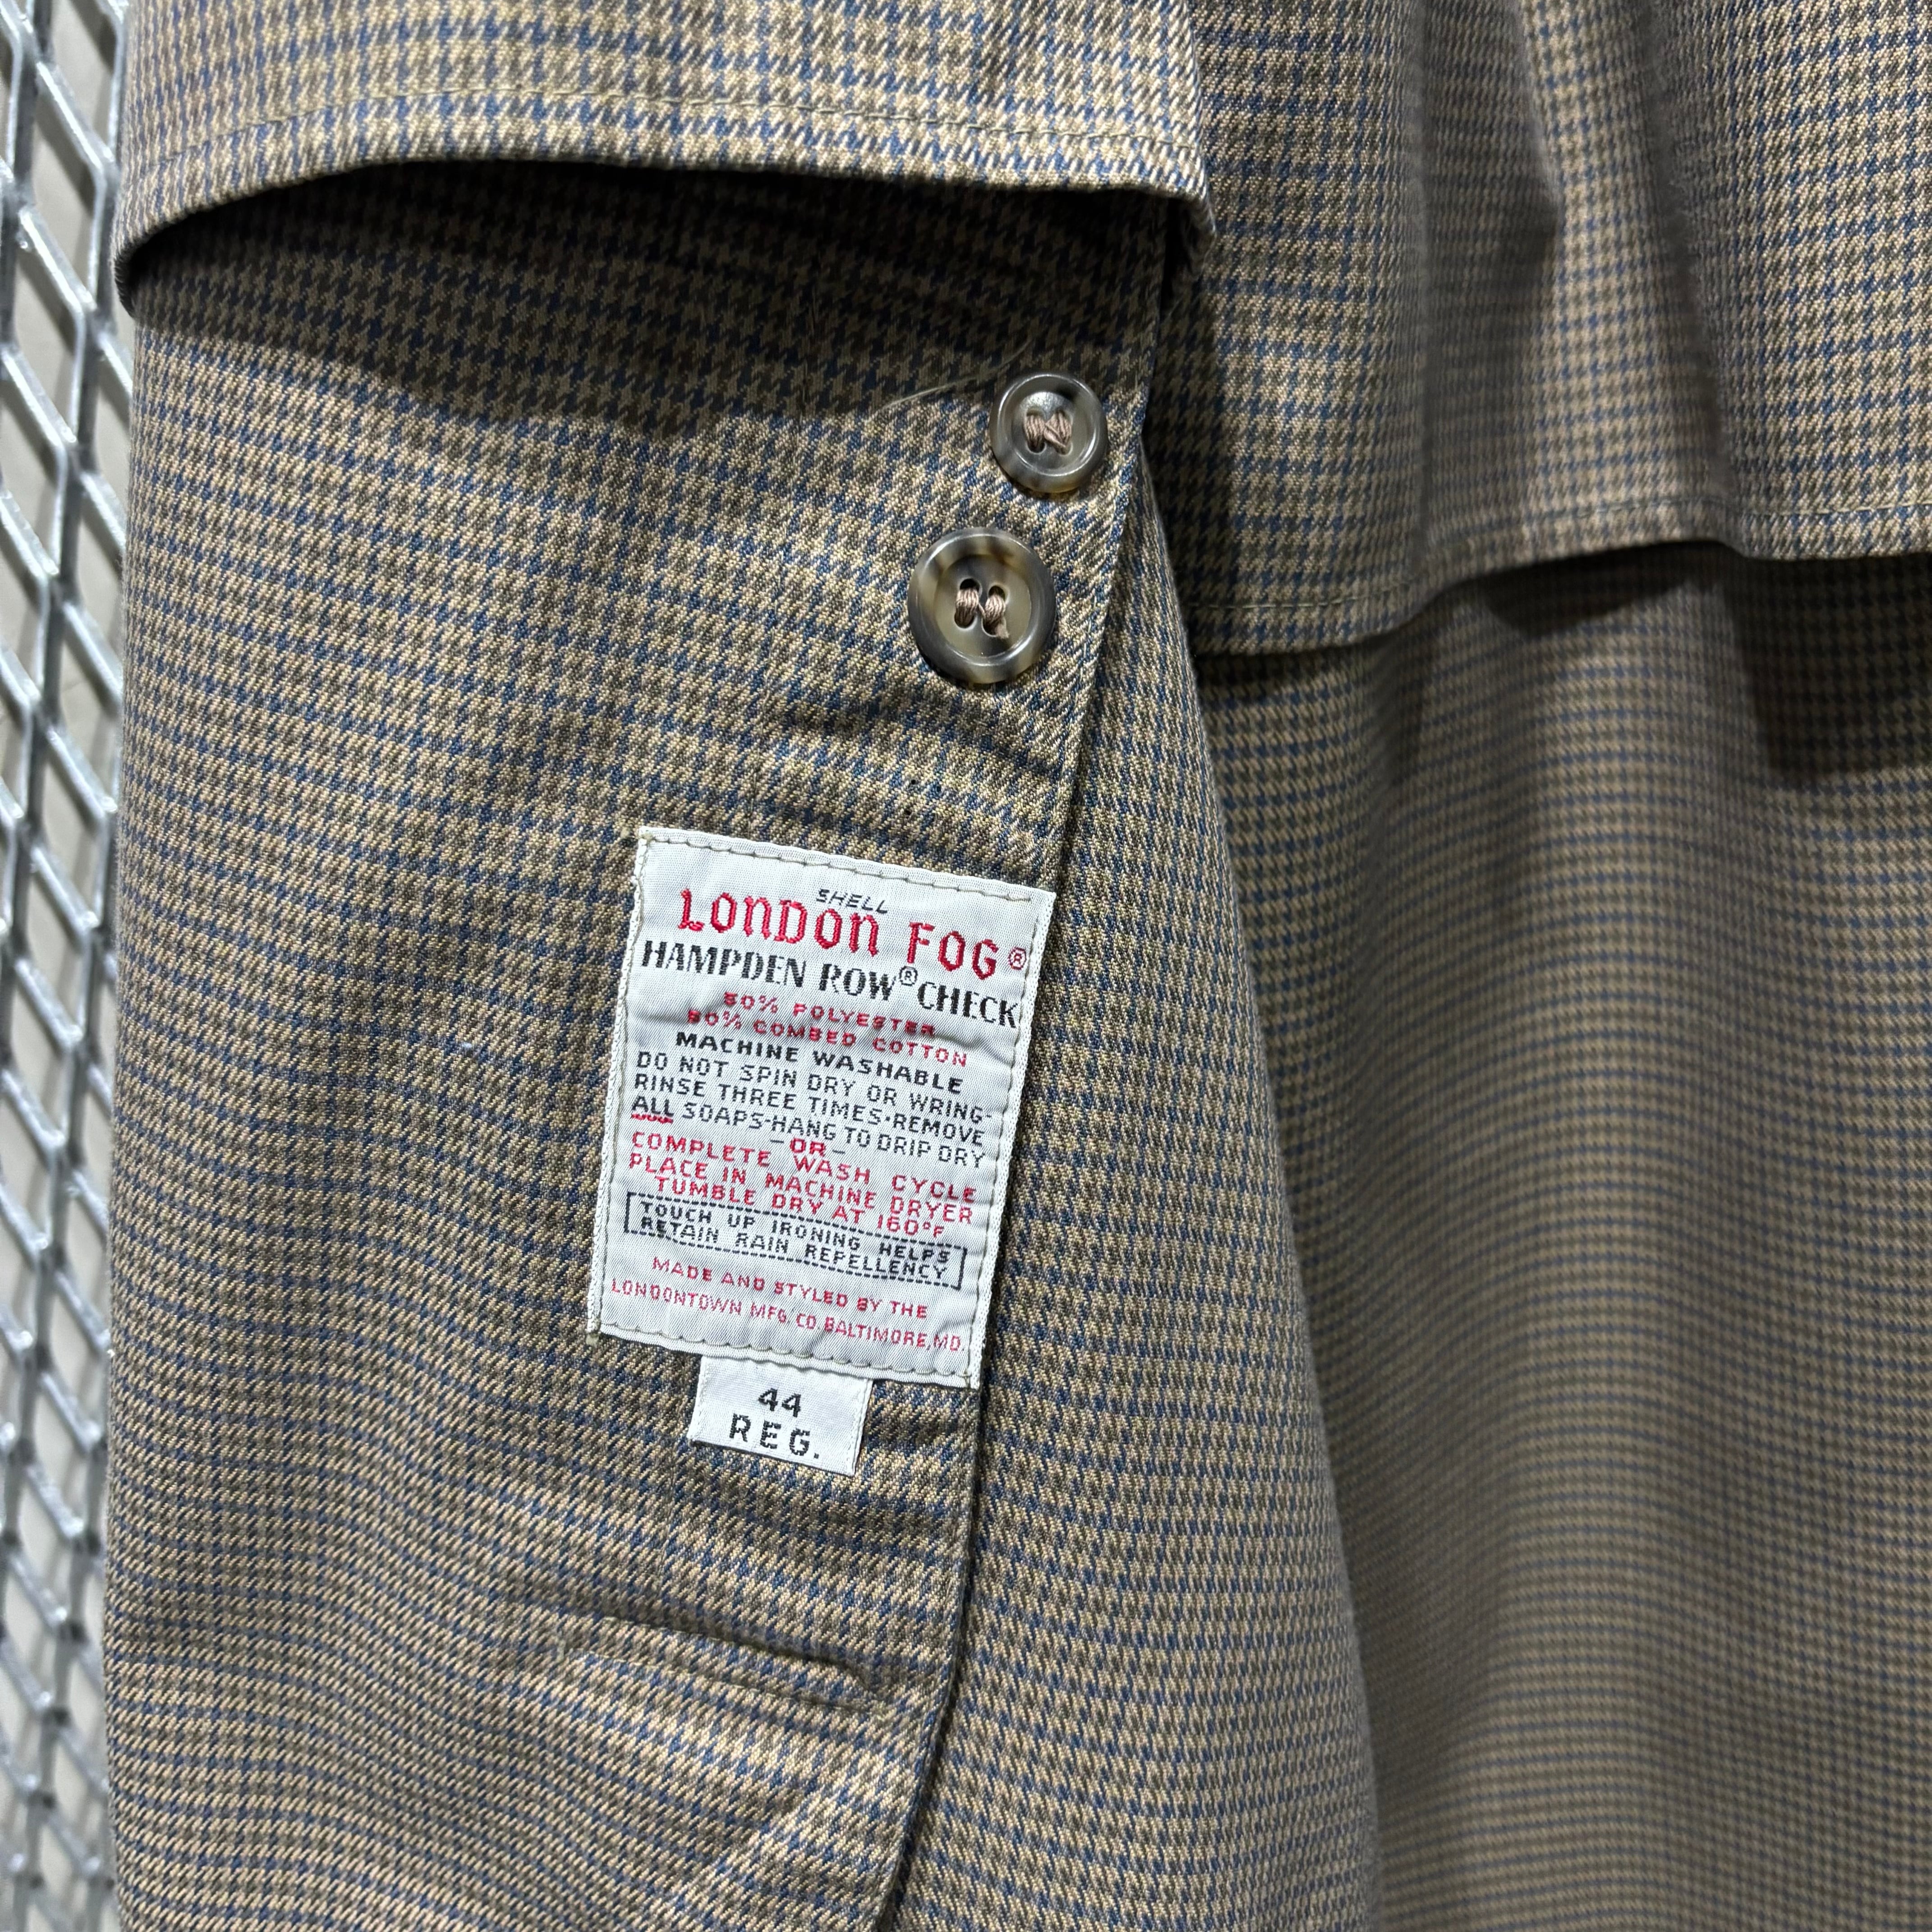 SHELL
LONDON FOG®
HAMPDEN ROW® CHECK
50% POLYESTER
50% COMBED COTTON
MACHINE WASHABLE
DO NOT SPIN DRY OR WRING-
RINSE THREE TIMES·REMOVE
ALL SOAPS-HANG TO DRIP DRY
—OR—
COMPLETE WASH CYCLE
PLACE IN MACHINE DRYER
TUMBLE DRY AT 160°F
TOUCH UP IRONING HELPS
RETAIN RAIN REPELLENCY
MADE AND STYLED BY THE
LONDONTOWN MFG. CO. BALTIMORE, MD.
44
REG.